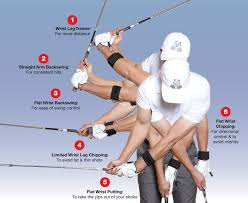 1
Wrist Lag Trainer:
For more distance
2
Straight Arm Backswing:
For consistent hits
3
Flat Wrist Backswing:
For ease of swing control
4
Limited Wrist Lag Chipping:
To avoid fat & thin shots
5
Flat Wrist Putting:
To take the yips out of your stroke
6
Flat Wrist
Chipping:
For directional
control & to
avoid mishits